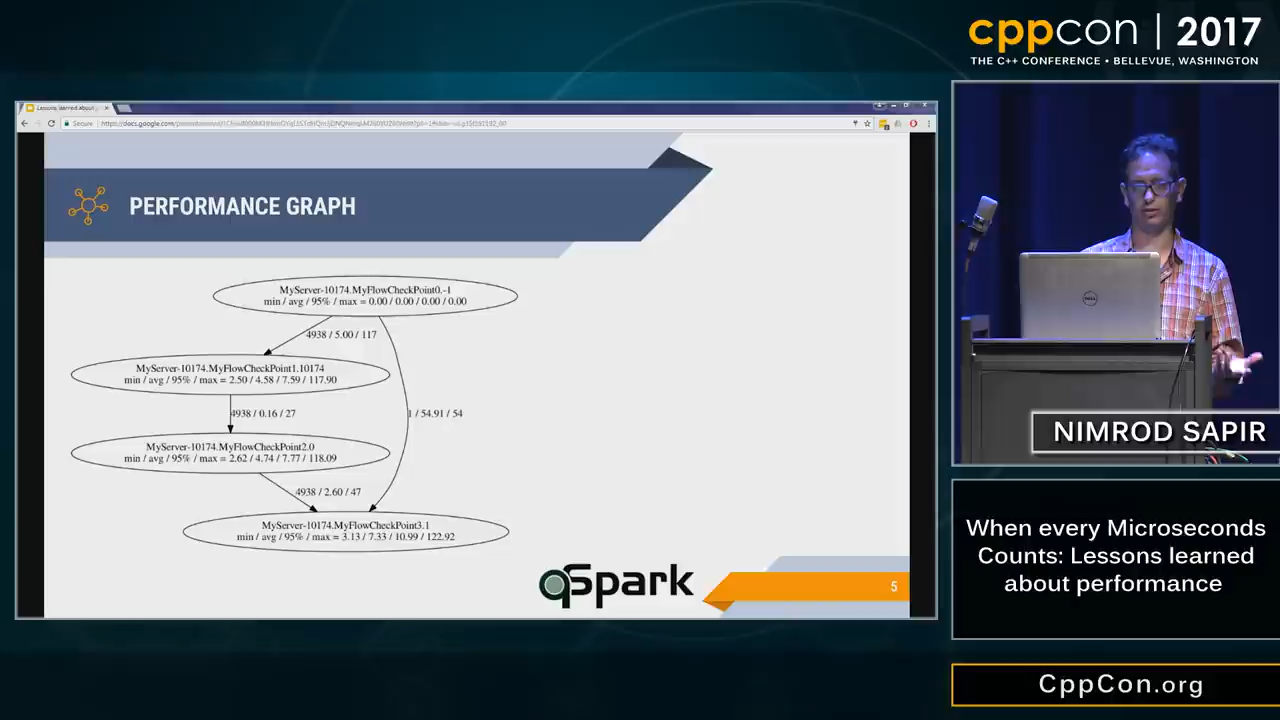 cppcon | 2017
THE C++ CONFERENCE • BELLEVUE, WASHINGTON
Lessons learned about
Secure
PERFORMANCE GRAPH
MyServer-10174.MyFlowCheckPoint0.-1
min / avg / 95% / max = 0.00 / 0.00 / 0.00 / 0.00
4938 / 5.00 / 117
MyServer-10174.MyFlowCheckPoint1.10174
min / avg / 95% / max = 2.50 / 4.58 / 7.59 / 117.90
4938 / 0.16 / 27
1 / 54.91 / 54
MyServer-10174.MyFlowCheckPoint2.0
min / avg / 95% / max = 2.62 / 4.74 / 7.77 / 118.09
4938 / 2.60 / 47
MyServer-10174.MyFlowCheckPoint3.1
min / avg / 95% / max = 3.13 / 7.33 / 10.99 / 122.92
qSpark
5
DELL
NIMROD SAPIR
When every Microseconds
Counts: Lessons learned
about performance
CppCon.org